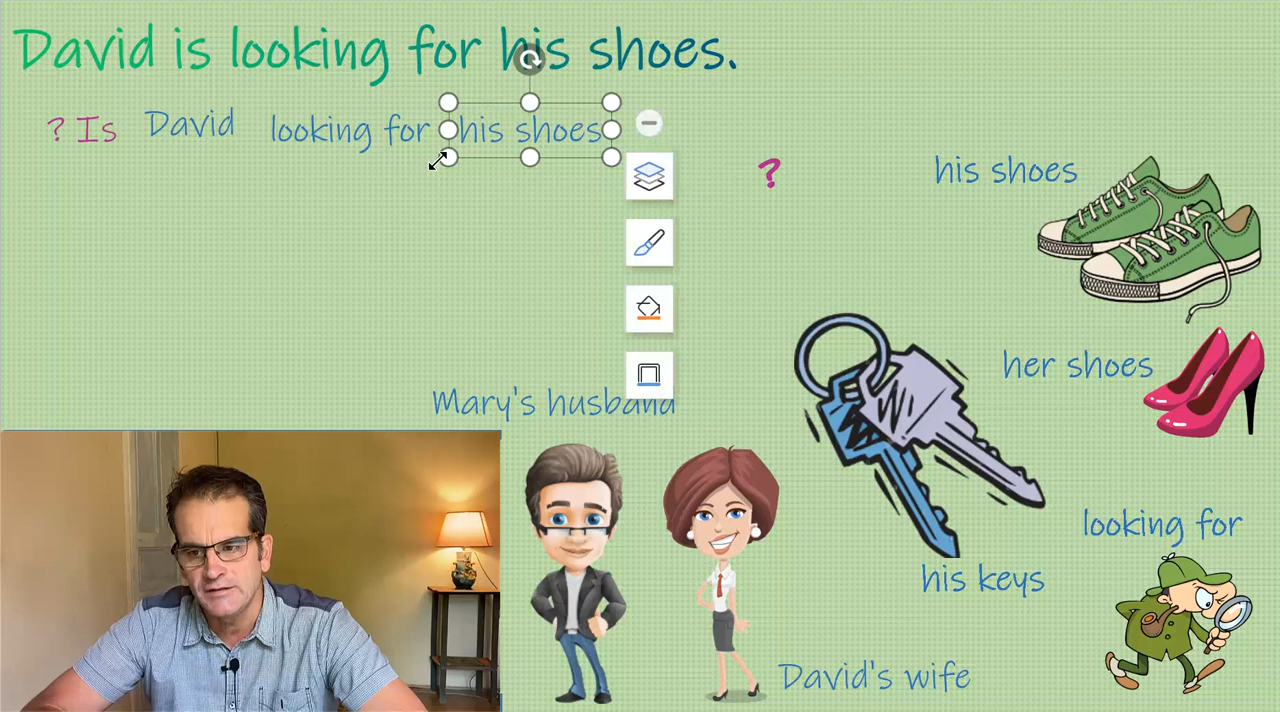 David is looking for his shoes.
? Is David looking for his shoes
?
his shoes
her shoes
Mary's husband
looking for
his keys
David's wife